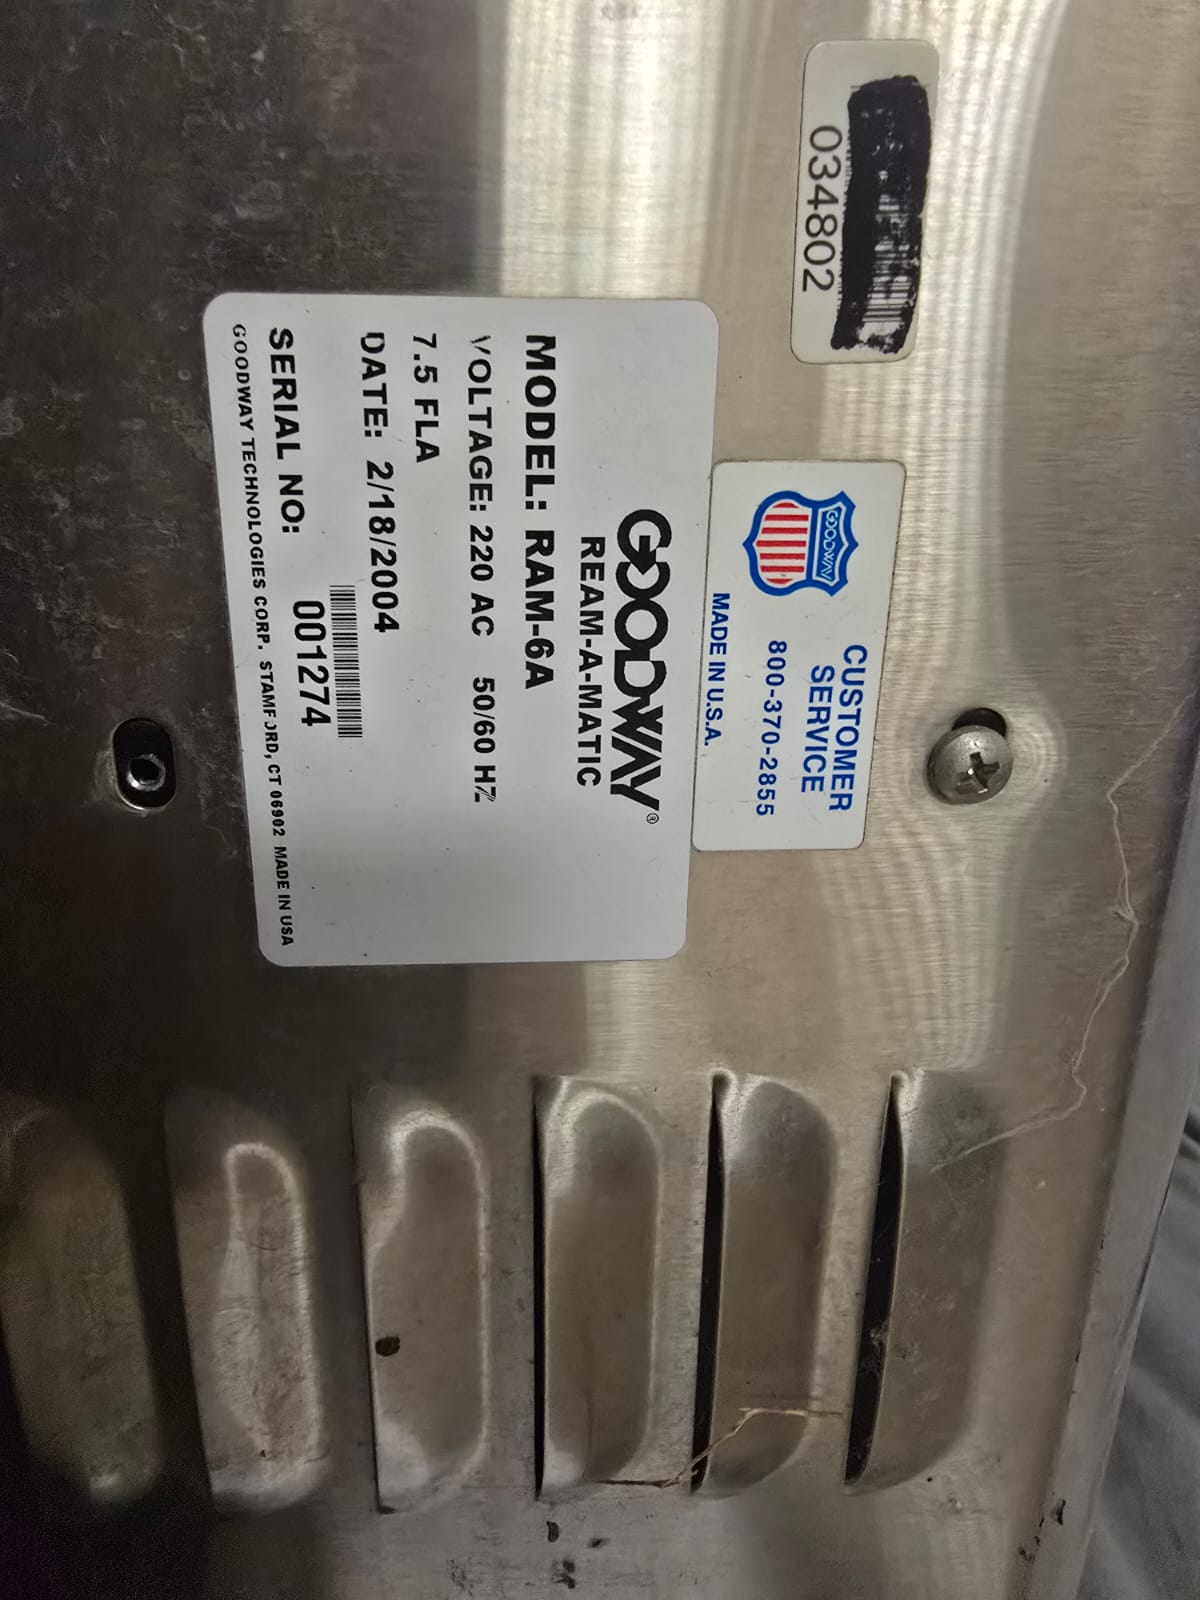 034802
GOODWAY
CUSTOMER
SERVICE
800-370-2855
MADE IN U.S.A.
GOODWAY®
REAM-A-MATIC
MODEL: RAM-6A
VOLTAGE: 220 AC 50/60 HZ
7.5 FLA
DATE: 2/18/2004
SERIAL NO: 001274
GOODWAY TECHNOLOGIES CORP. STAMFORD, CT 06902 MADE IN USA